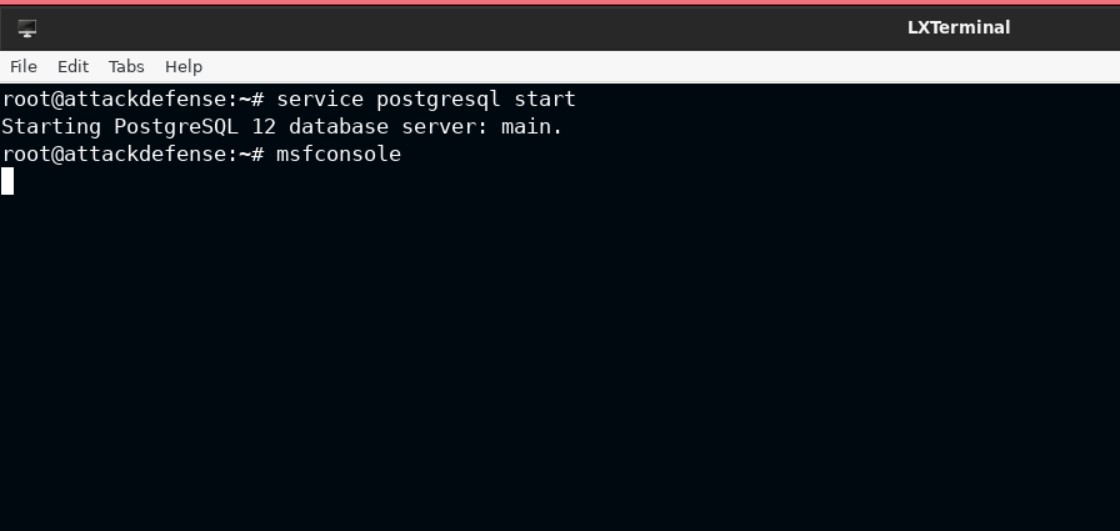 LXTerminal
File Edit Tabs Help
root@attackdefense:~# service postgresql start
Starting PostgreSQL 12 database server: main.
root@attackdefense:~# msfconsole